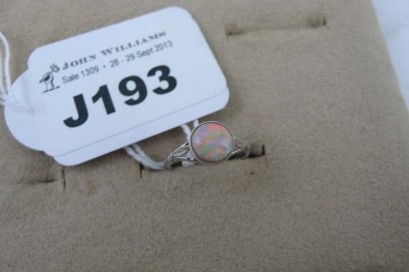 JOHN WILLIAMS
Sale 1309 • 28 - 29 Sept 2013
J193